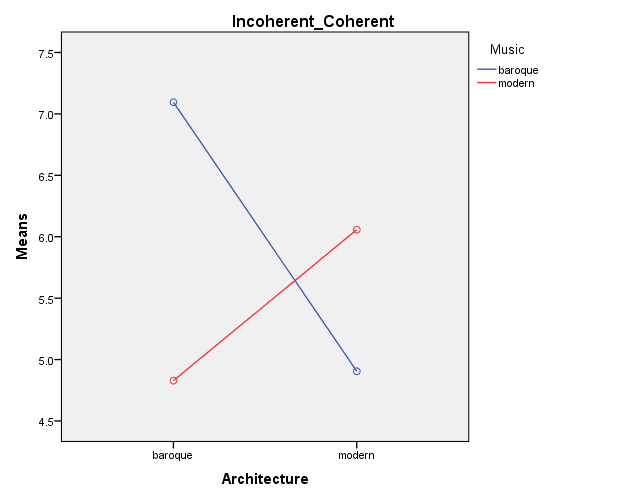 Incoherent_Coherent
Music
baroque
modern
Means
7.5
7.0
6.5
6.0
5.5
5.0
4.5
baroque
modern
Architecture